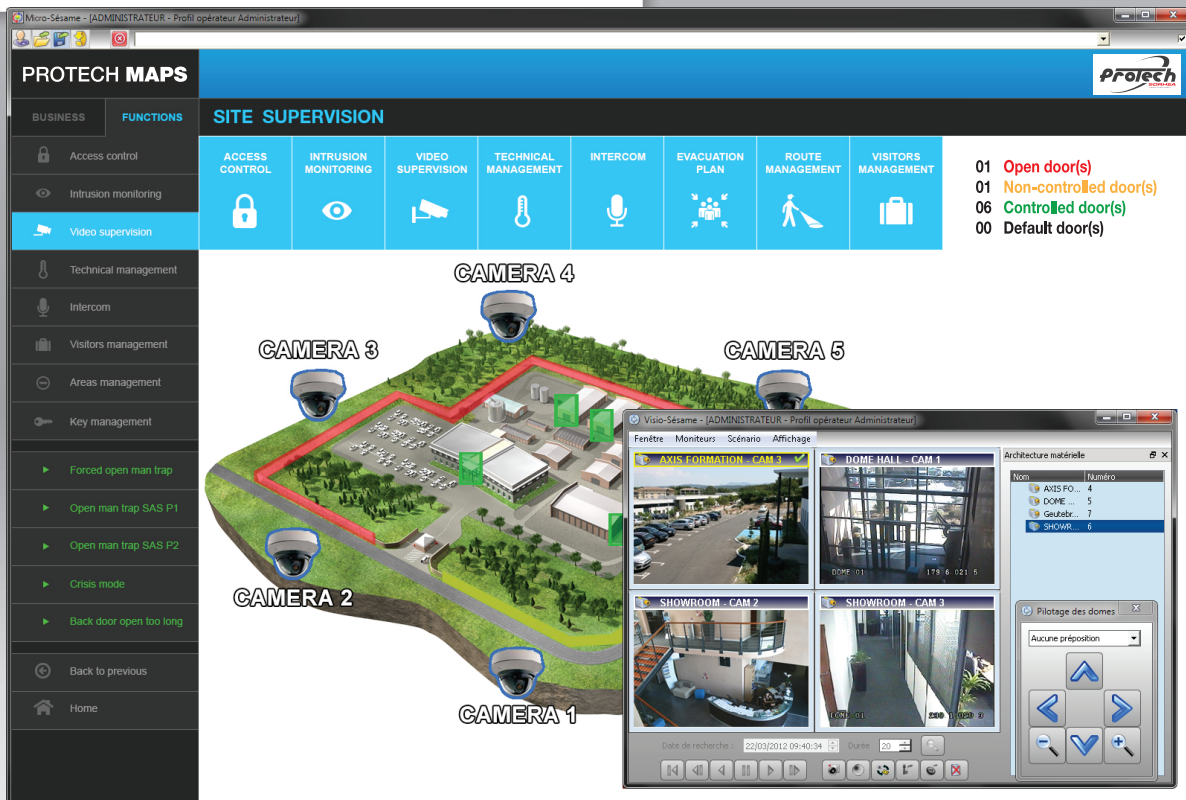 Micro-Sésame - [ADMINISTRATEUR - Profil opérateur Administrateur]
PROTECH MAPS
Protech
BUSINESS
FUNCTIONS
SITE SUPERVISION
Access control
Intrusion monitoring
Video supervision
Technical management
Intercom
Visitors management
Areas management
Key management
Forced open man trap
Open man trap SAS P1
Open man trap SAS P2
Crisis mode
Back door open too long
Back to previous
Home
ACCESS
CONTROL
INTRUSION
MONITORING
VIDEO
SUPERVISION
TECHNICAL
MANAGEMENT
INTERCOM
EVACUATION
PLAN
ROUTE
MANAGEMENT
VISITORS
MANAGEMENT
01 Open door(s)
01 Non-controlled door(s)
06 Controlled door(s)
00 Default door(s)
CAMERA 4
CAMERA 3
CAMERA 5
CAMERA 2
CAMERA 1
Visio-Sésame - [ADMINISTRATEUR - Profil opérateur Administrateur]
Fenêtre Moniteurs Scénario Affichage
AXIS FORMATION - CAM 3
DOME HALL - CAM 1
DOME 01 179 6 021 5
SHOWROOM - CAM 2
SHOWROOM - CAM 3
Architecture matérielle
Nom Numéro
AXIS FO... 4
DOME ... 5
Geutebr... 7
SHOWR... 6
Pilotage des domes
Aucune préposition
Date de recherche : 22/03/2012 09:40:34 Durée 20